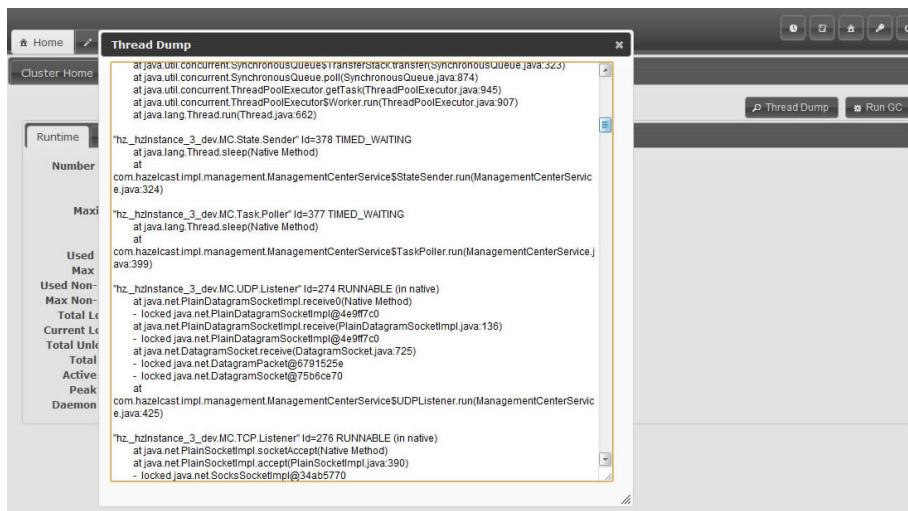 Home
Thread Dump
Cluster Home
at java.util.concurrent.SynchronousQueue$TransferStack.transfer(SynchronousQueue.java:323)
at java.util.concurrent.SynchronousQueue.poll(SynchronousQueue.java:874)
at java.util.concurrent.ThreadPoolExecutor.getTask(ThreadPoolExecutor.java:945)
at java.util.concurrent.ThreadPoolExecutor$Worker.run(ThreadPoolExecutor.java:907)
at java.lang.Thread.run(Thread.java:662)
Thread Dump
Run GC
"hz._hzInstance_3_dev.MC.State.Sender" Id=378 TIMED_WAITING
at java.lang.Thread.sleep(Native Method)
at
com.hazelcast.impl.management.ManagementCenterService$StateSender.run(ManagementCenterServic
e.java:324)
"hz._hzInstance_3_dev.MC.Task.Poller" Id=377 TIMED_WAITING
at java.lang.Thread.sleep(Native Method)
at
com.hazelcast.impl.management.ManagementCenterService$TaskPoller.run(ManagementCenterService.j
ava:399)
"hz._hzInstance_3_dev.MC.UDP.Listener" Id=274 RUNNABLE (in native)
at java.net.PlainDatagramSocketImpl.receive0(Native Method)
- locked java.net.PlainDatagramSocketImpl@4e9ff7c0
at java.net.PlainDatagramSocketImpl.receive(PlainDatagramSocketImpl.java:136)
- locked java.net.PlainDatagramSocketImpl@4e9ff7c0
at java.net.DatagramSocket.receive(DatagramSocket.java:725)
- locked java.net.DatagramPacket@6791525e
- locked java.net.DatagramSocket@75b6ce70
at
com.hazelcast.impl.management.ManagementCenterService$UDPListener.run(ManagementCenterServic
e.java:425)
"hz._hzInstance_3_dev.MC.TCP.Listener" Id=276 RUNNABLE (in native)
at java.net.PlainSocketImpl.socketAccept(Native Method)
at java.net.PlainSocketImpl.accept(PlainSocketImpl.java:390)
- locked java.net.SocksSocketImpl@34ab5770
Runtime
Number
Maxi
Used
Max
Used Non-
Max Non-
Total Lo
Current Lo
Total Unlo
Total
Active
Peak
Daemon